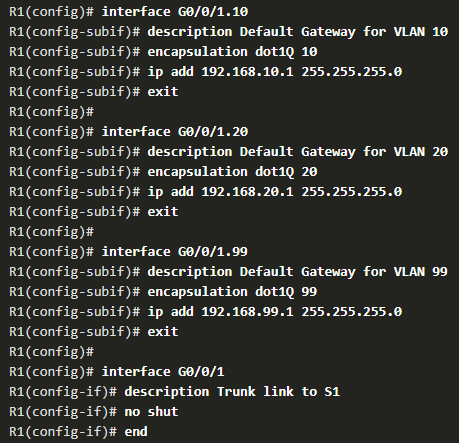 R1(config)# interface G0/0/1.10
R1(config-subif)# description Default Gateway for VLAN 10
R1(config-subif)# encapsulation dot1Q 10
R1(config-subif)# ip add 192.168.10.1 255.255.255.0
R1(config-subif)# exit
R1(config)#
R1(config)# interface G0/0/1.20
R1(config-subif)# description Default Gateway for VLAN 20
R1(config-subif)# encapsulation dot1Q 20
R1(config-subif)# ip add 192.168.20.1 255.255.255.0
R1(config-subif)# exit
R1(config)#
R1(config)# interface G0/0/1.99
R1(config-subif)# description Default Gateway for VLAN 99
R1(config-subif)# encapsulation dot1Q 99
R1(config-subif)# ip add 192.168.99.1 255.255.255.0
R1(config-subif)# exit
R1(config)#
R1(config)# interface G0/0/1
R1(config-if)# description Trunk link to S1
R1(config-if)# no shut
R1(config-if)# end